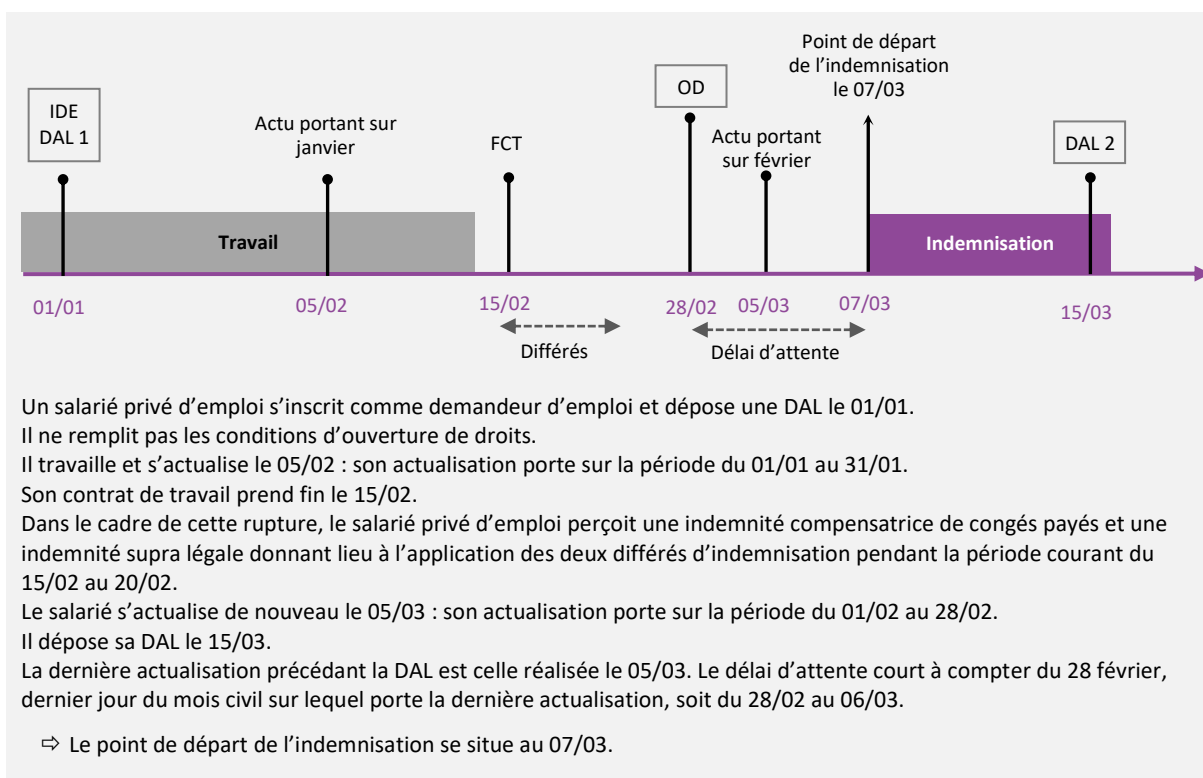 Point de départ
de l’indemnisation
le 07/03
OD
IDE
DAL 1
Actu portant sur
janvier
FCT
Actu portant
sur février
DAL 2
Travail
Indemnisation
01/01
05/02
15/02
28/02
05/03
07/03
15/03
Différés
Délai d’attente
Un salarié privé d’emploi s’inscrit comme demandeur d’emploi et dépose une DAL le 01/01.
Il ne remplit pas les conditions d’ouverture de droits.
Il travaille et s’actualise le 05/02 : son actualisation porte sur la période du 01/01 au 31/01.
Son contrat de travail prend fin le 15/02.
Dans le cadre de cette rupture, le salarié privé d’emploi perçoit une indemnité compensatrice de congés payés et une
indemnité supra légale donnant lieu à l’application des deux différés d’indemnisation pendant la période courant du
15/02 au 20/02.
Le salarié s’actualise de nouveau le 05/03 : son actualisation porte sur la période du 01/02 au 28/02.
Il dépose sa DAL le 15/03.
La dernière actualisation précédant la DAL est celle réalisée le 05/03. Le délai d’attente court à compter du 28 février,
dernier jour du mois civil sur lequel porte la dernière actualisation, soit du 28/02 au 06/03.
⇨ Le point de départ de l’indemnisation se situe au 07/03.